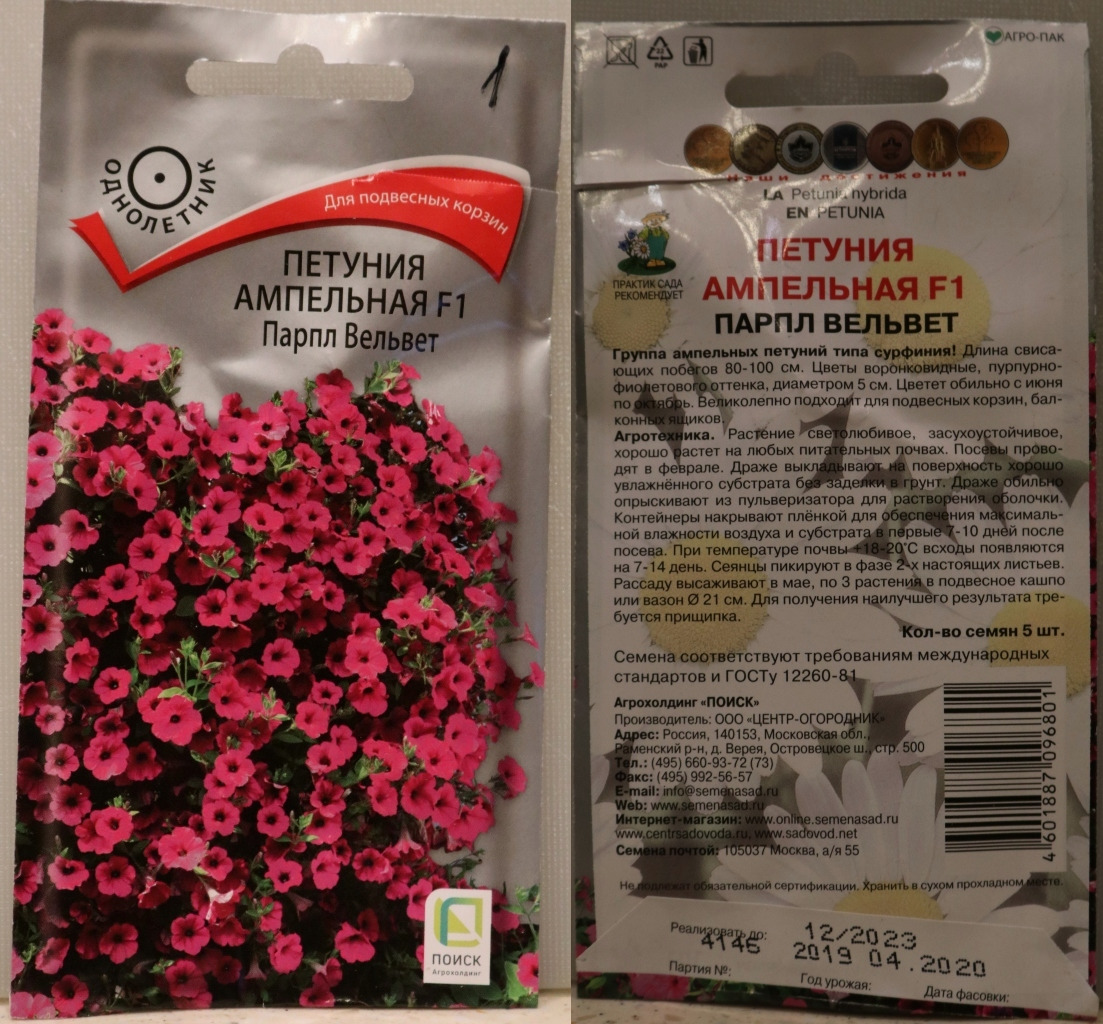 1
ОДНОЛЕТНИК
Для подвесных корзин
ПЕТУНИЯ
АМПЕЛЬНАЯ F1
Парпл Вельвет
ПОИСК
Агрохолдинг
PAP
АГРО-ПАК
Наши достижения
LA Petunia hybrida
EN PETUNIA
ПРАКТИК САДА
РЕКОМЕНДУЕТ
ПЕТУНИЯ
АМПЕЛЬНАЯ F1
ПАРПЛ ВЕЛЬВЕТ
Группа ампельных петуний типа сурфиния! Длина свиса-
ющих побегов 80-100 см. Цветы воронковидные, пурпурно-
фиолетового оттенка, диаметром 5 см. Цветет обильно с июня
по октябрь. Великолепно подходит для подвесных корзин, бал-
конных ящиков.
Агротехника. Растение светолюбивое, засухоустойчивое,
хорошо растет на любых питательных почвах. Посевы прово-
дят в феврале. Драже выкладывают на поверхность хорошо
увлажнённого субстрата без заделки в грунт. Драже обильно
опрыскивают из пульверизатора для растворения оболочки.
Контейнеры накрывают плёнкой для обеспечения максималь-
ной влажности воздуха и субстрата в первые 7-10 дней после
посева. При температуре почвы +18-20°С всходы появляются
на 7-14 день. Сеянцы пикируют в фазе 2-х настоящих листьев.
Рассаду высаживают в мае, по 3 растения в подвесное кашпо
или вазон Ø 21 см. Для получения наилучшего результата тре-
буется прищипка.
Кол-во семян 5 шт.
Семена соответствуют требованиям международных
стандартов и ГОСТу 12260-81
Агрохолдинг «ПОИСК»
Производитель: ООО «ЦЕНТР-ОГОРОДНИК»
Адрес: Россия, 140153, Московская обл.,
Раменский р-н, д. Верея, Островецкое ш., стр. 500
Тел.: (495) 660-93-72 (73)
Факс: (495) 992-56-57
E-mail: info@semenasad.ru
Web: www.semenasad.ru
Интернет-магазин: www.online.semenasad.ru
www.centrsadovoda.ru, www.sadovod.net
Семена почтой: 105037 Москва, а/я 55
4 601887 096801
Не подлежат обязательной сертификации. Хранить в сухом прохладном месте.
Реализовать до: 12/2023
4146 2019 04.2020
Партия №: Год урожая: Дата фасовки: